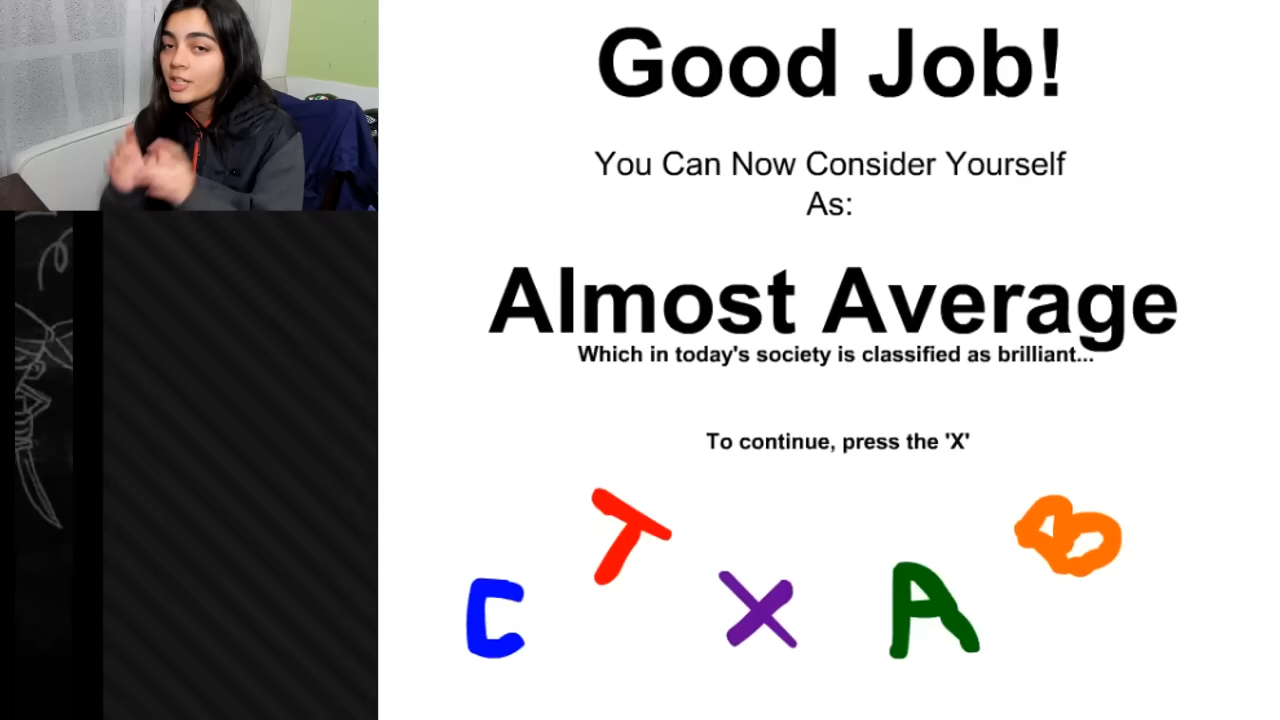 Good Job!
You Can Now Consider Yourself
As:
Almost Average
Which in today's society is classified as brilliant...
To continue, press the 'X'
C T X A B